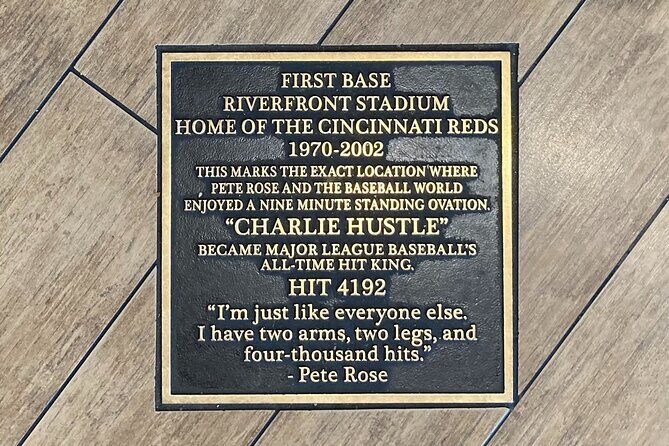 FIRST BASE
RIVERFRONT STADIUM
HOME OF THE CINCINNATI REDS
1970-2002
THIS MARKS THE EXACT LOCATION WHERE
PETE ROSE AND THE BASEBALL WORLD
ENJOYED A NINE MINUTE STANDING OVATION.
“CHARLIE HUSTLE”
BECAME MAJOR LEAGUE BASEBALL’S
ALL-TIME HIT KING.
HIT 4192
“I’m just like everyone else.
I have two arms, two legs, and
four-thousand hits.”
- Pete Rose